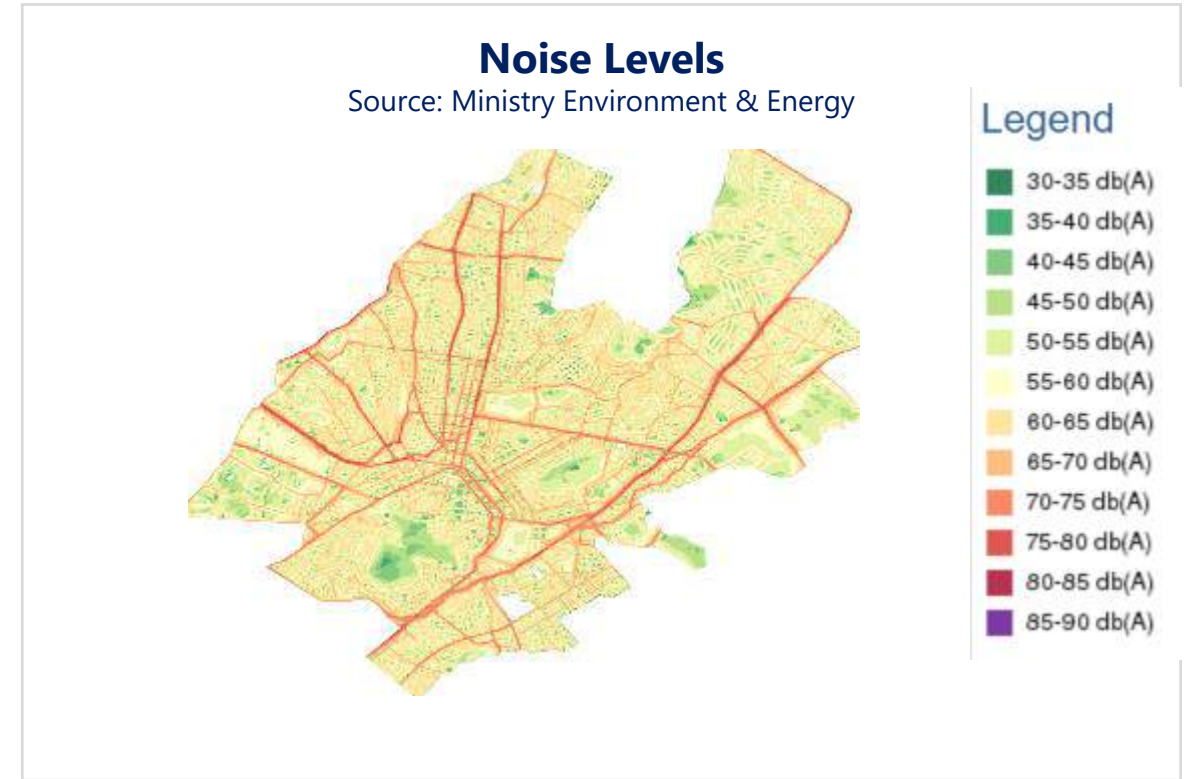 Noise Levels
Source: Ministry Environment & Energy
Legend
30-35 db(A)
35-40 db(A)
40-45 db(A)
45-50 db(A)
50-55 db(A)
55-60 db(A)
60-65 db(A)
65-70 db(A)
70-75 db(A)
75-80 db(A)
80-85 db(A)
85-90 db(A)